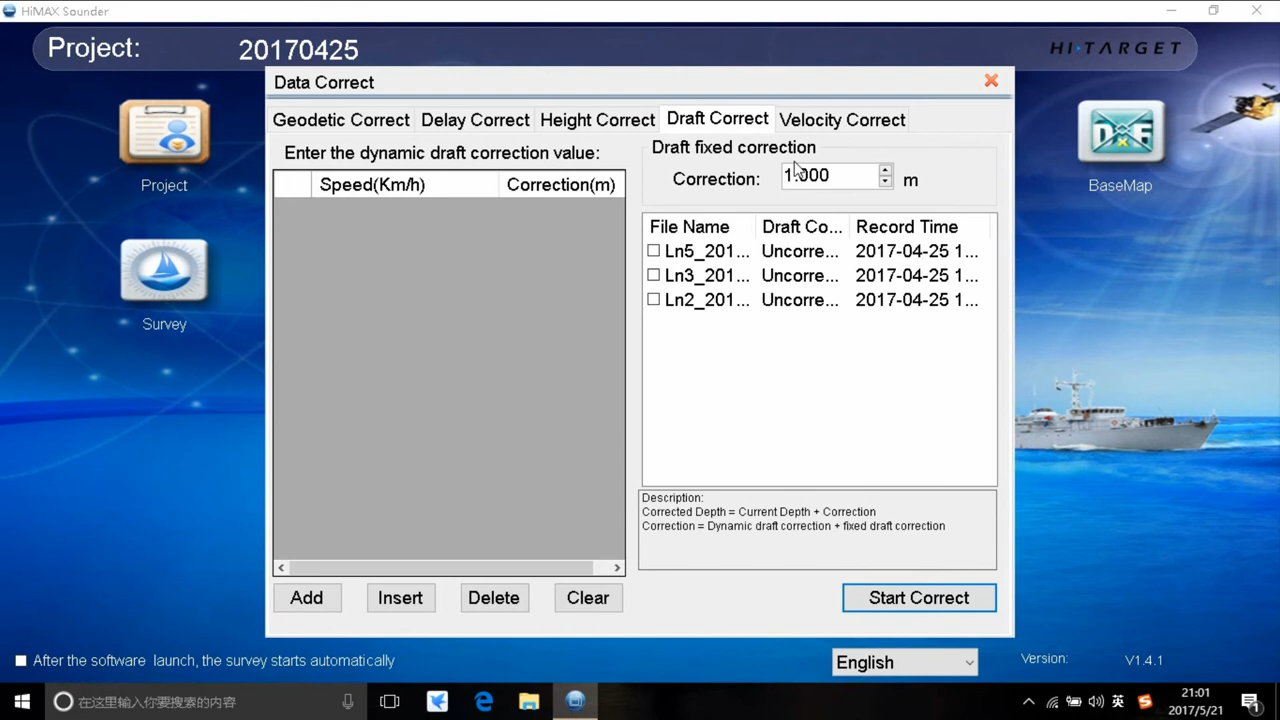 HiMAX Sounder
Project: 20170425
HI·TARGET
Data Correct
Geodetic Correct Delay Correct Height Correct Draft Correct Velocity Correct
Enter the dynamic draft correction value:
Speed(Km/h) Correction(m)
Draft fixed correction
Correction: 1.000 m
File Name Draft Co... Record Time
Ln5_201... Uncorre... 2017-04-25 1...
Ln3_201... Uncorre... 2017-04-25 1...
Ln2_201... Uncorre... 2017-04-25 1...
Description:
Corrected Depth = Current Depth + Correction
Correction = Dynamic draft correction + fixed draft correction
Add Insert Delete Clear
Start Correct
Project
Survey
DXF
BaseMap
After the software launch, the survey starts automatically
English
Version: V1.4.1
在这里输入你要搜索的内容
英
21:01
2017/5/21
1